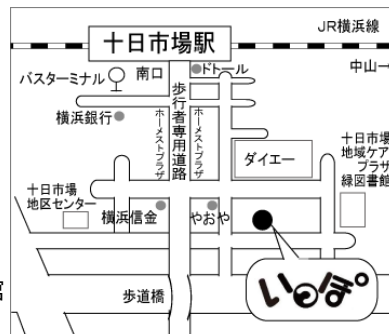 JR横浜線
十日市場駅
中山→
バスターミナル
南口
ドトール
横浜銀行
歩行者専用道路
ホーメストプラザ
ホーメストプラザ
ダイエー
十日市場
地域ケア
プラザ
緑図書館
十日市場
地区センター
横浜信金
やおや
歩道橋
いっぽ°